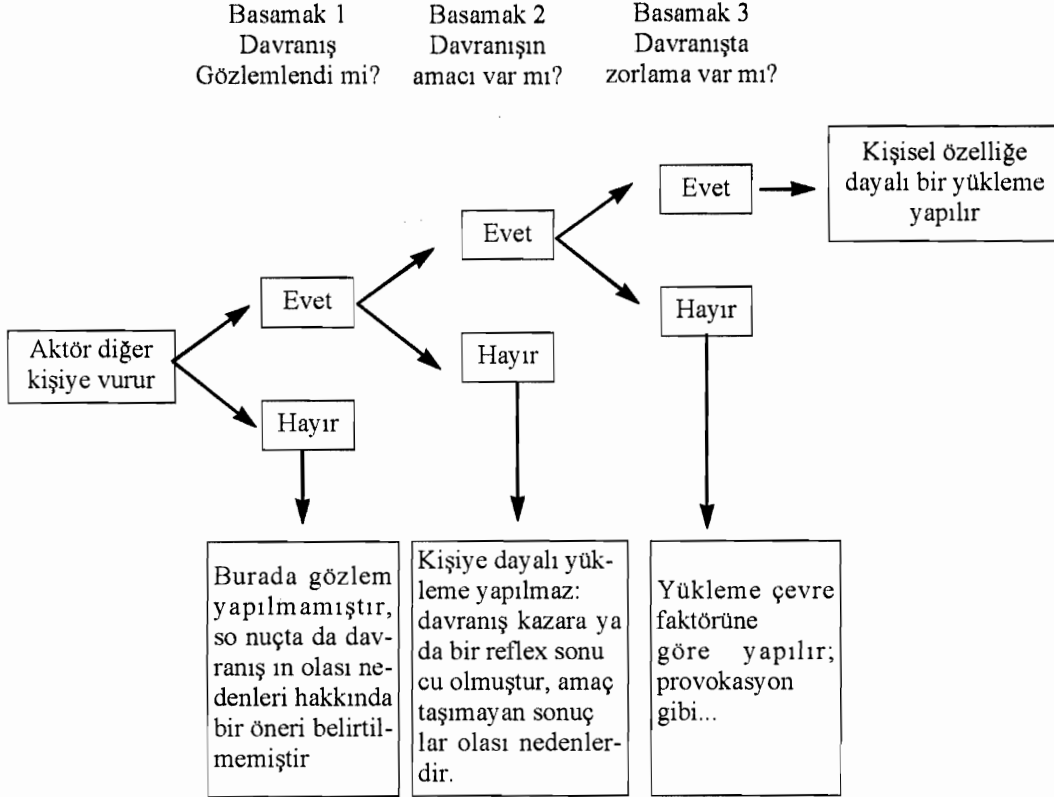 Basamak 1
Davranış
Gözlemlendi mi?
Basamak 2
Davranışın
amacı var mı?
Basamak 3
Davranışta
zorlama var mı?
Kişisel özelliğe
dayalı bir yükleme
yapılır
Evet
Evet
Evet
Hayır
Hayır
Aktör diğer
kişiye vurur
Hayır
Burada gözlem
yapılmamıştır,
so nuçta da dav-
ranış ın olası ne-
denleri hakkında
bir öneri belirtil-
memiştir
Kişiye dayalı yük-
leme yapılmaz:
davranış kazara ya
da bir reflex sonu
cu olmuştur, amaç
taşımayan sonuç
lar olası nedenler-
dir.
Yükleme çevre
faktörüne
göre yapılır;
provokasyon
gibi...